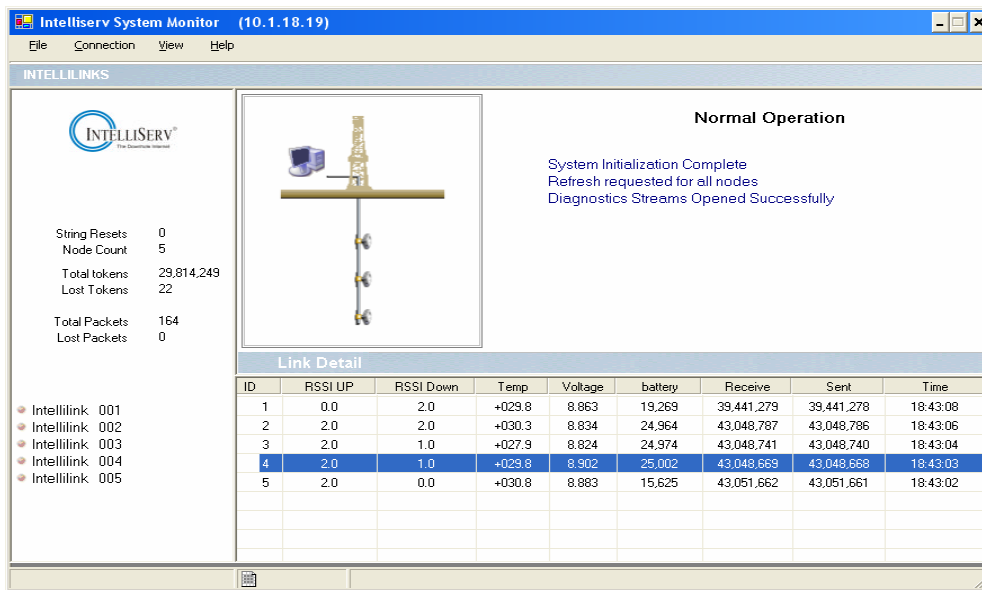 Intelliserv System Monitor (10.1.18.19)
File Connection View Help
INTELLILINKS
INTELLISERV®
The Downhole Internet
String Resets 0
Node Count 5
Total tokens 29,814,249
Lost Tokens 22
Total Packets 164
Lost Packets 0
Intellilink 001
Intellilink 002
Intellilink 003
Intellilink 004
Intellilink 005
Normal Operation
System Initialization Complete
Refresh requested for all nodes
Diagnostics Streams Opened Successfully
Link Detail
ID RSSI UP RSSI Down Temp Voltage battery Receive Sent Time
1 0.0 2.0 +029.8 8.863 19,269 39,441,279 39,441,278 18:43:08
2 2.0 2.0 +030.3 8.834 24,964 43,048,787 43,048,786 18:43:06
3 2.0 1.0 +027.9 8.824 24,974 43,048,741 43,048,740 18:43:04
4 2.0 1.0 +029.8 8.902 25,002 43,048,669 43,048,668 18:43:03
5 2.0 0.0 +030.8 8.883 15,625 43,051,662 43,051,661 18:43:02